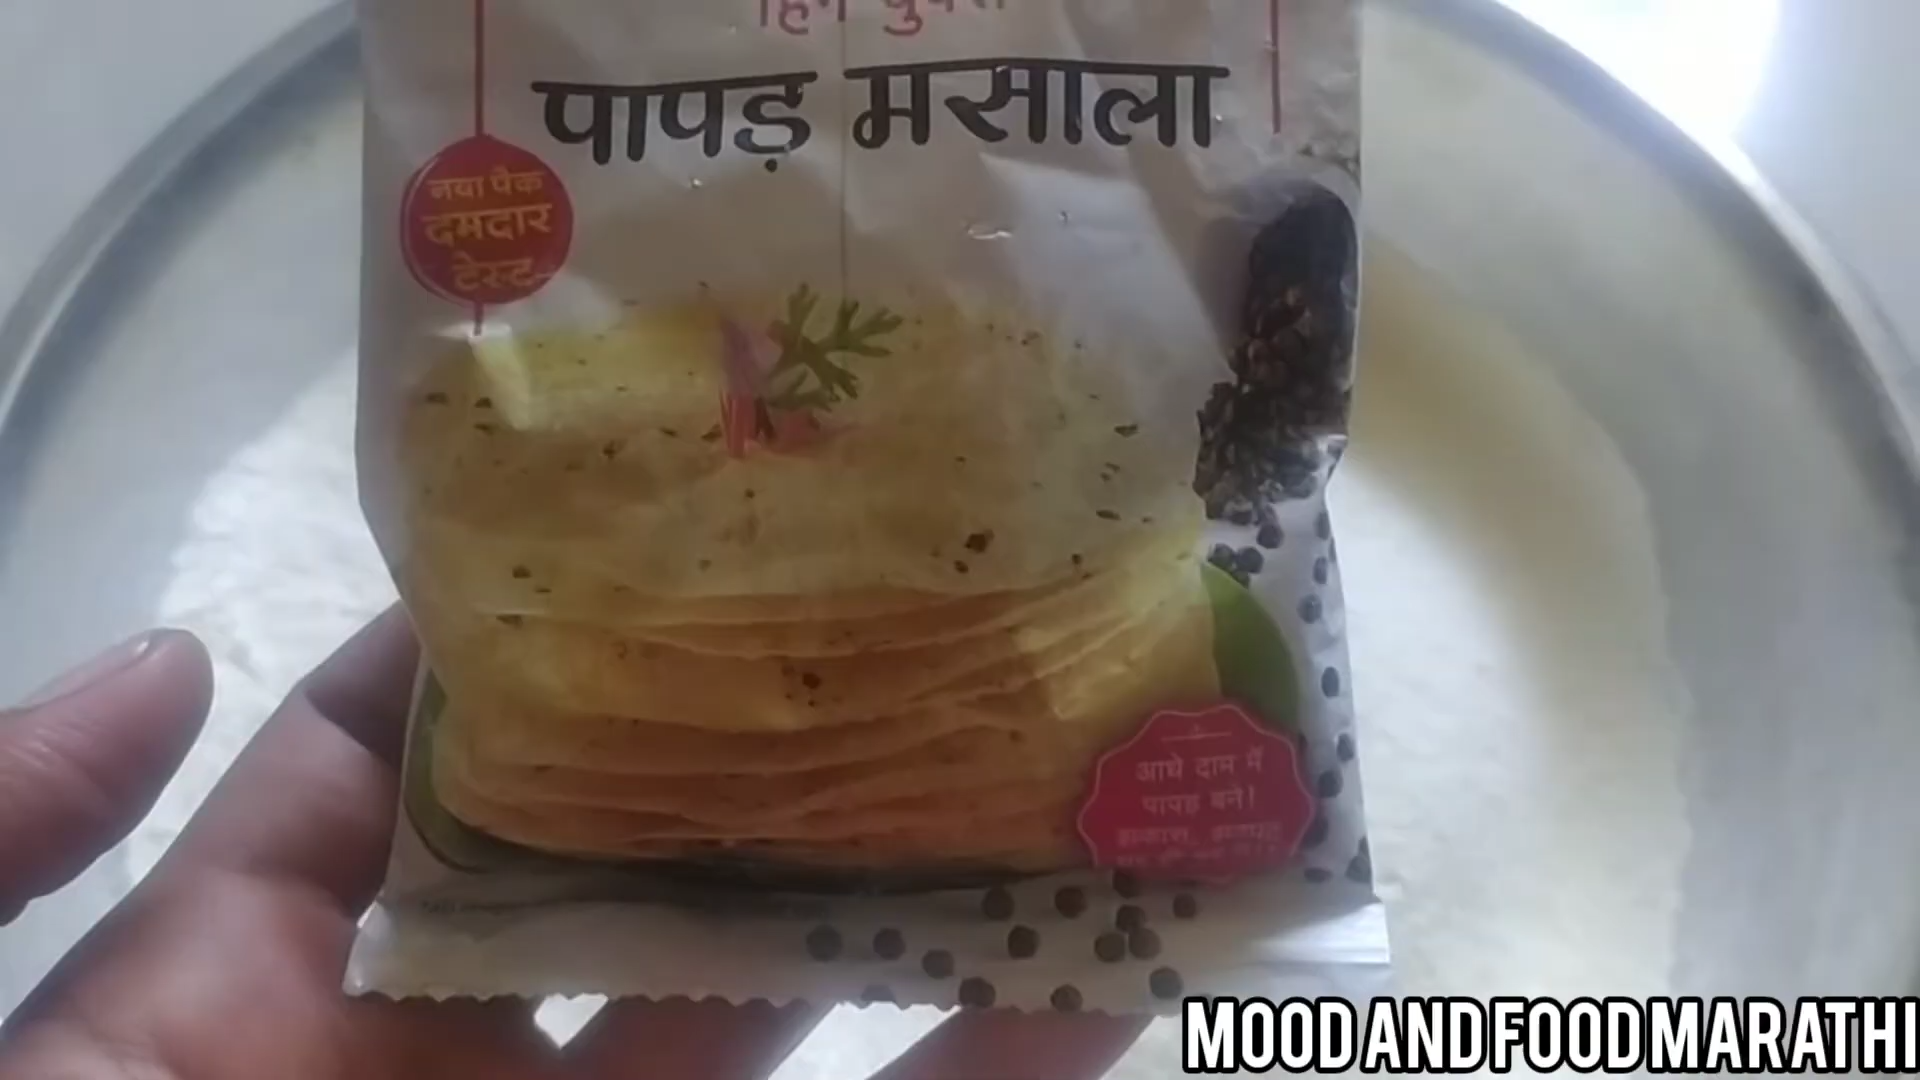 हिंग युक्त
पापड़ मसाला
नया पैक
दमदार
टेस्ट
आधे दाम में
पापड़ बने!
MOOD AND FOOD MARATHI